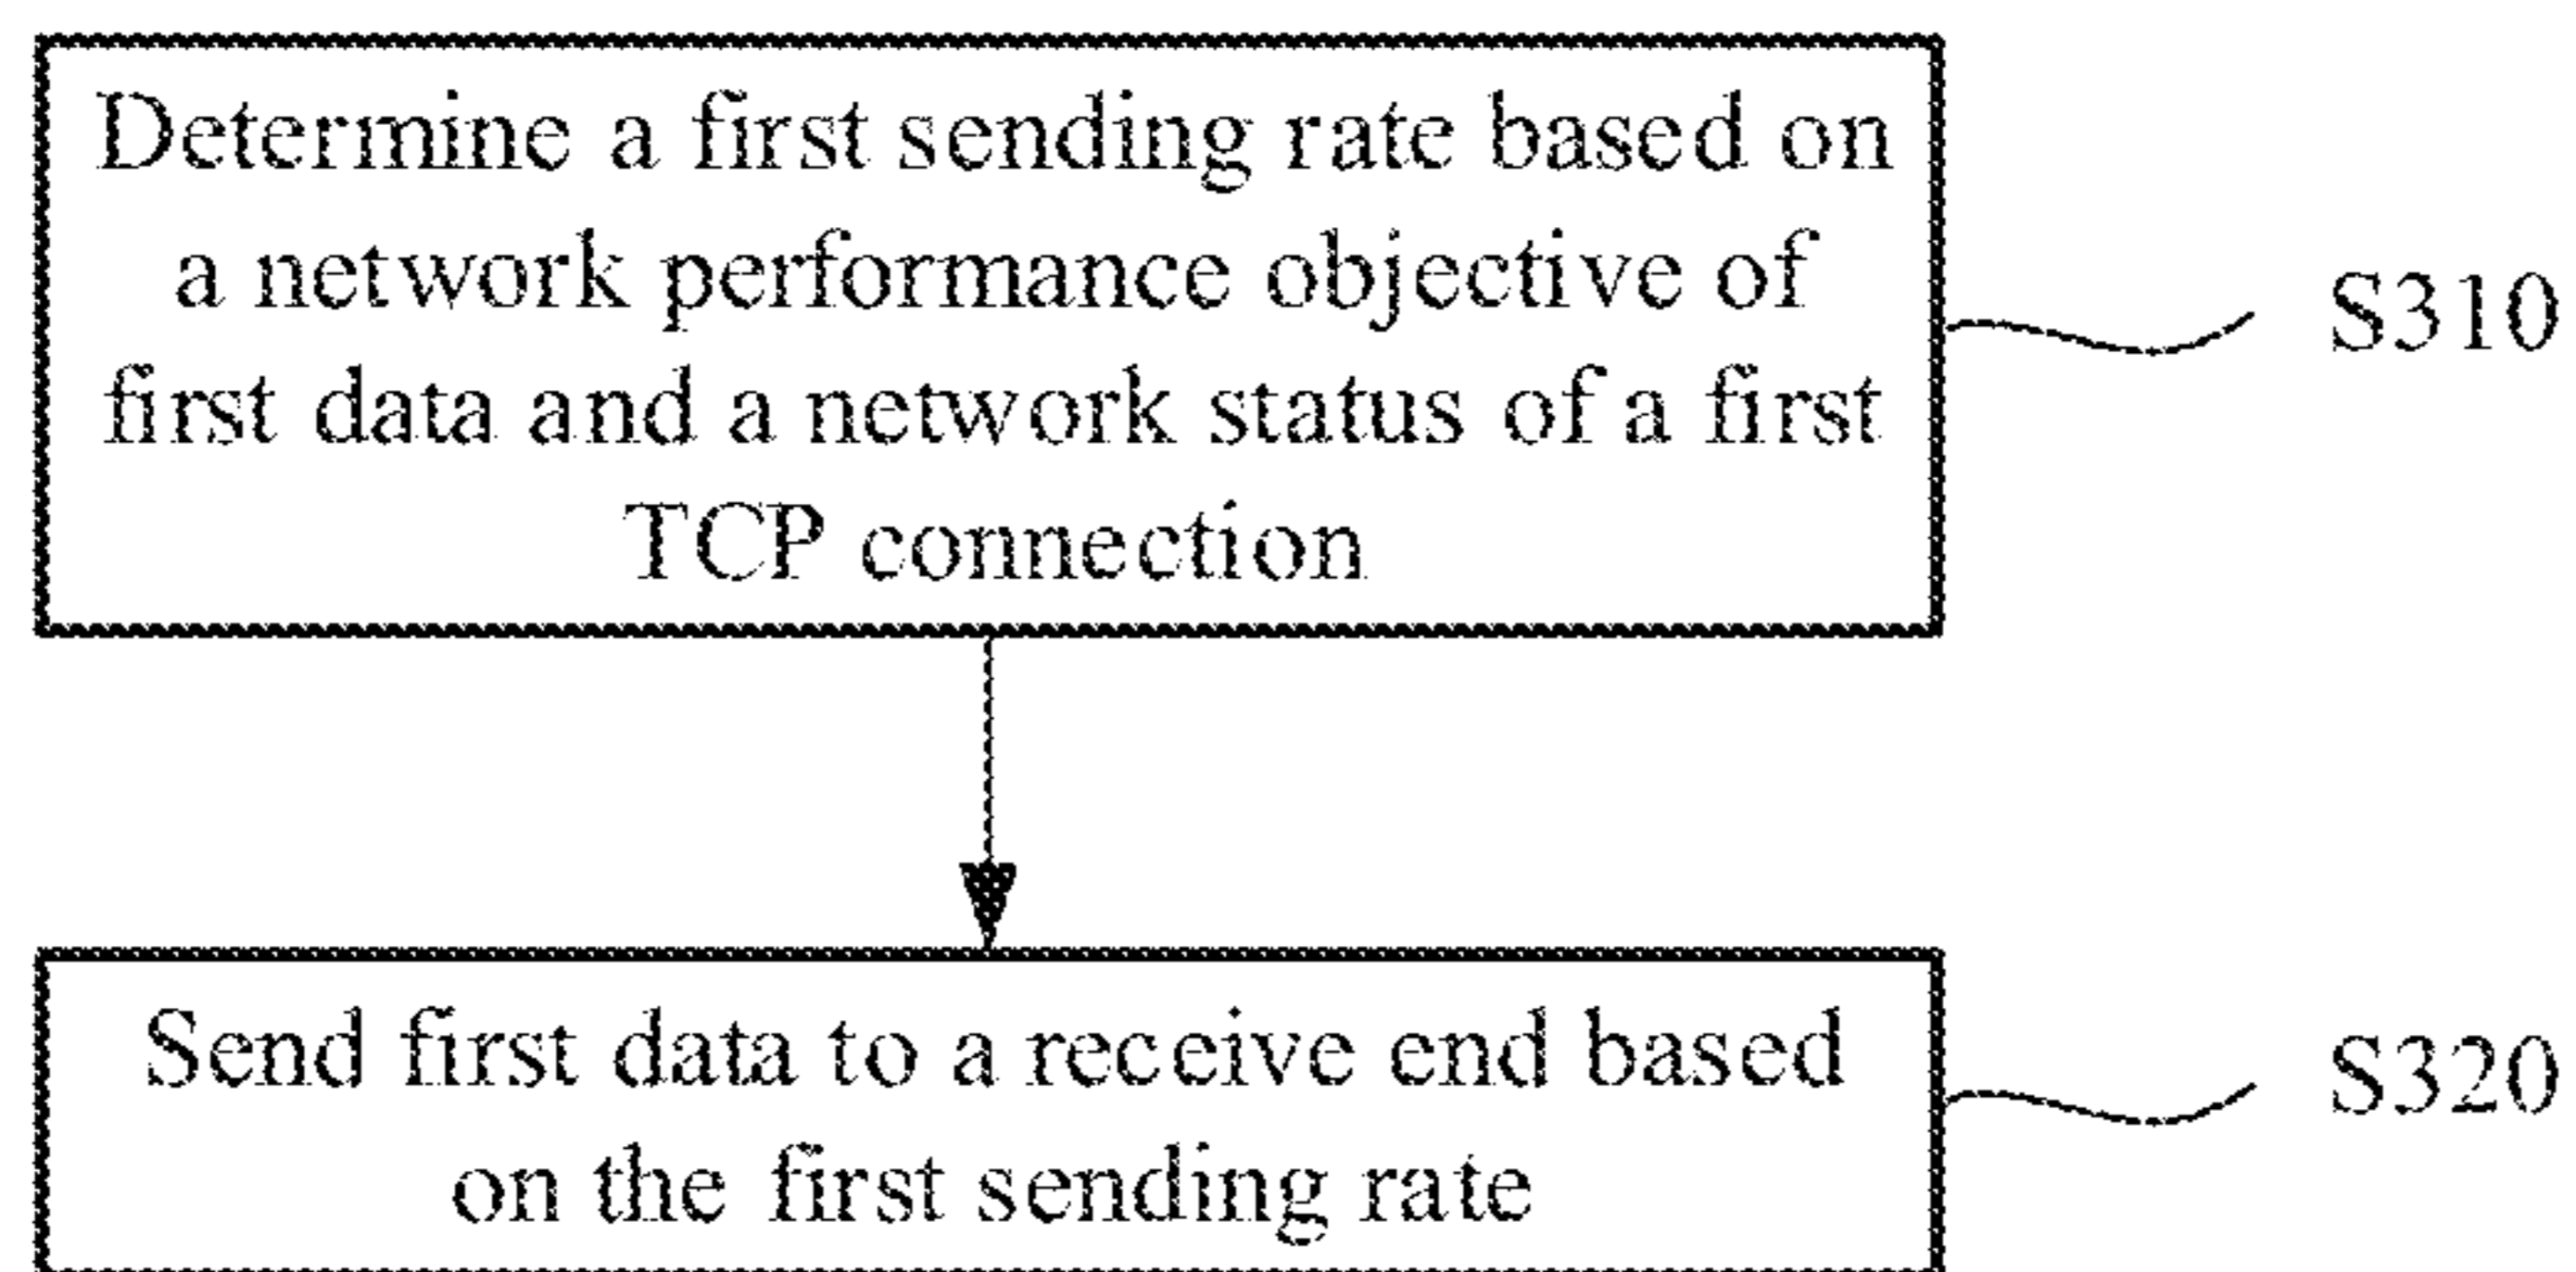 Determine a first sending rate based on
a network performance objective of
first data and a network status of a first
TCP connection
S310
Send first data to a receive end based
on the first sending rate
S320